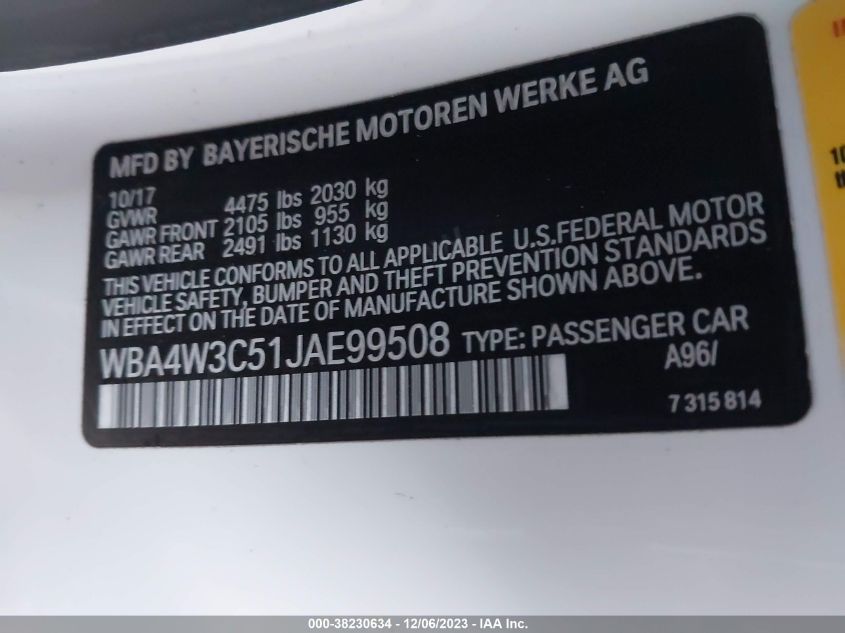 MFD BY BAYERISCHE MOTOREN WERKE AG
10/17
GVWR 4475 lbs 2030 kg
GAWR FRONT 2105 lbs 955 kg
GAWR REAR 2491 lbs 1130 kg
THIS VEHICLE CONFORMS TO ALL APPLICABLE U.S.FEDERAL MOTOR
VEHICLE SAFETY, BUMPER AND THEFT PREVENTION STANDARDS
IN EFFECT ON THE DATE OF MANUFACTURE SHOWN ABOVE.
WBA4W3C51JAE99508 TYPE: PASSENGER CAR
A96/
7 315 814
10
000-38230634 - 12/06/2023 - IAA Inc.